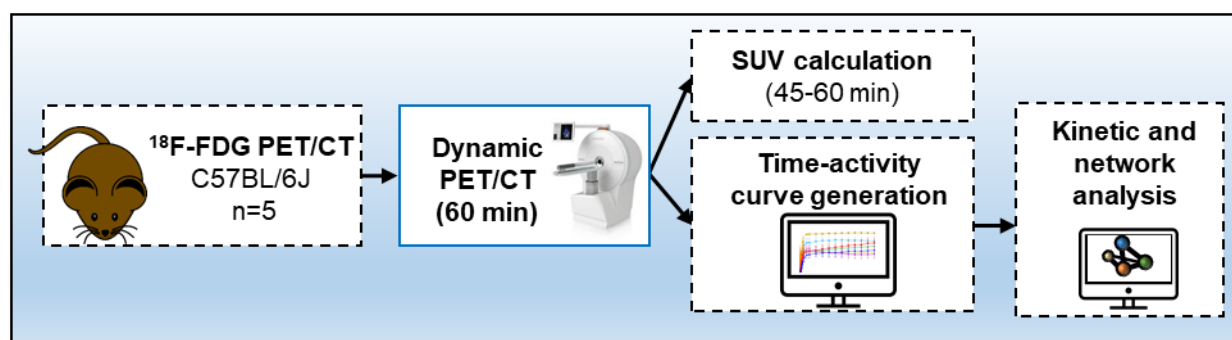 ¹⁸F-FDG PET/CT
C57BL/6J
n=5
Dynamic
PET/CT
(60 min)
SUV calculation
(45-60 min)
Time-activity
curve generation
Kinetic and
network
analysis